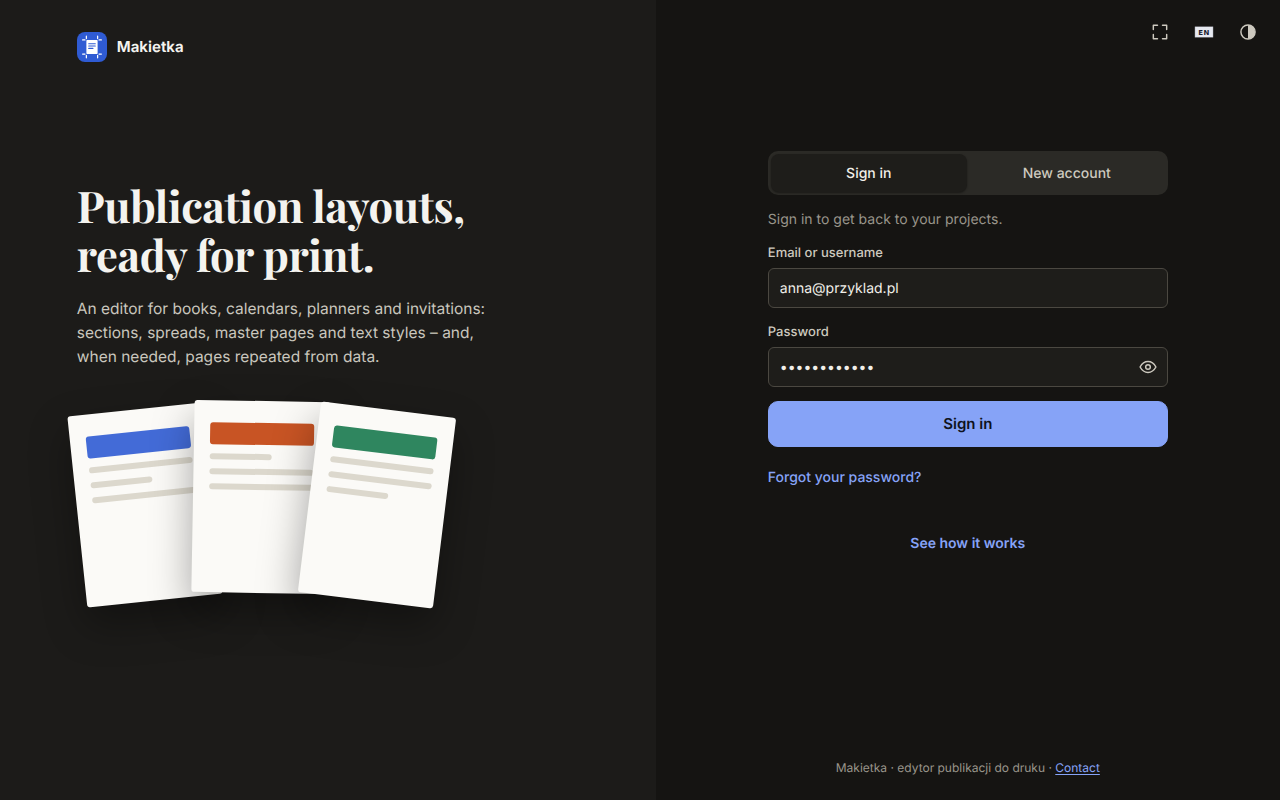 Makietka
EN
Publication layouts,
ready for print.
An editor for books, calendars, planners and invitations:
sections, spreads, master pages and text styles – and,
when needed, pages repeated from data.
Sign in
New account
Sign in to get back to your projects.
Email or username
anna@przyklad.pl
Password
••••••••••••
Sign in
Forgot your password?
See how it works
Makietka · edytor publikacji do druku · Contact